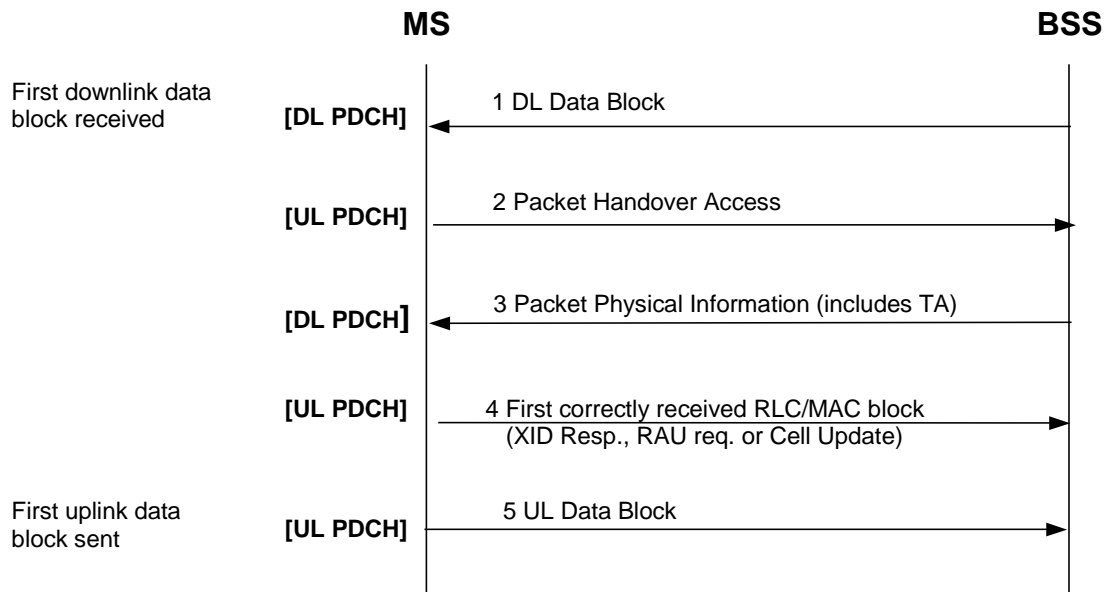 MS
BSS
First downlink data
block received
[DL PDCH]
1 DL Data Block
[UL PDCH]
2 Packet Handover Access
[DL PDCH]
3 Packet Physical Information (includes TA)
[UL PDCH]
4 First correctly received RLC/MAC block
(XID Resp., RAU req. or Cell Update)
First uplink data
block sent
[UL PDCH]
5 UL Data Block